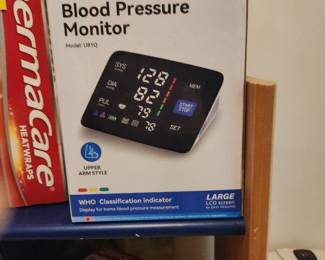 Blood Pressure
Monitor
Model: U81Q
SYS
128
MEM
DIA
82
START
STOP
PUL
79
78
SET
UPPER
ARM STYLE
WHO Classification indicator
Display for home blood pressure measurement
LARGE
LCD screen
ermaCare
HEATWRAPS